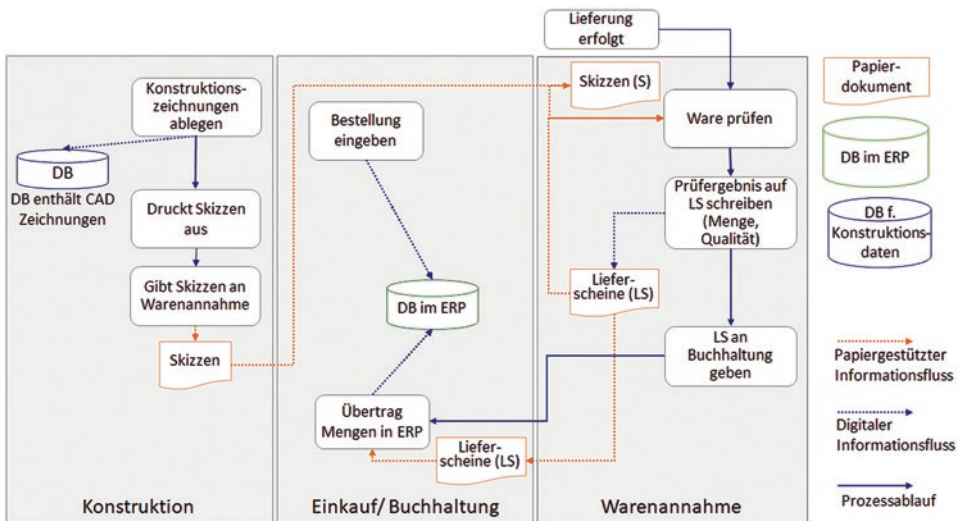 Lieferung
erfolgt
Konstruktions-
zeichnungen
ablegen
DB
DB enthält CAD
Zeichnungen
Druckt Skizzen
aus
Gibt Skizzen an
Warenannahme
Skizzen
Konstruktion
Bestellung
eingeben
DB im ERP
Übertrag
Mengen in ERP
Liefer-
scheine (LS)
Einkauf/ Buchhaltung
Skizzen (S)
Ware prüfen
Prüfergebnis auf
LS schreiben
(Menge,
Qualität)
Liefer-
scheine (LS)
LS an
Buchhaltung
geben
Warenannahme
Papier-
dokument
DB im ERP
DB f.
Konstruktions-
daten
Papiergestützter
Informationsfluss
Digitaler
Informationsfluss
Prozessablauf